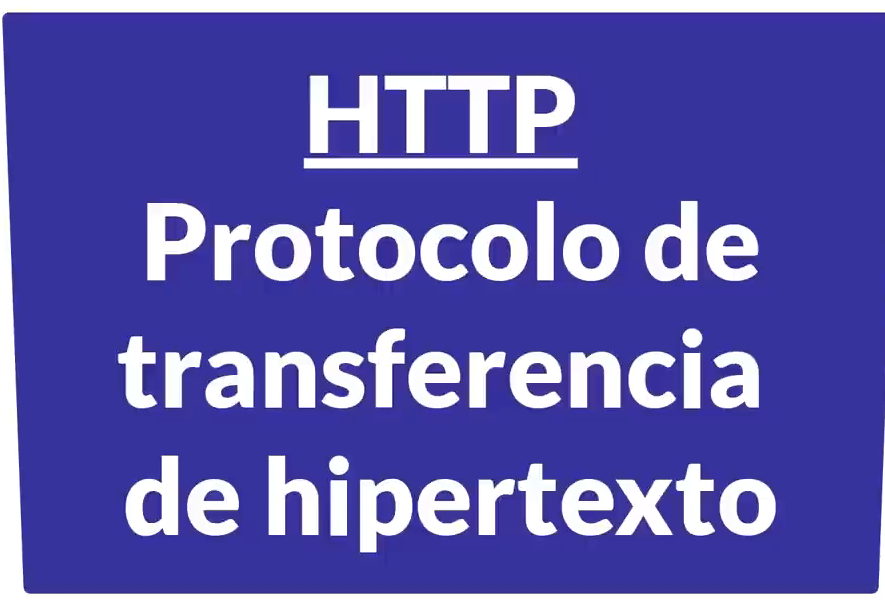 HTTP
Protocolo de
transferencia
de hipertexto